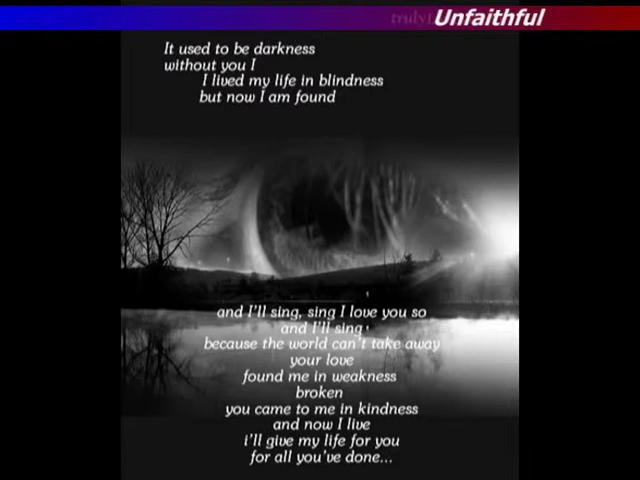 truly
Unfaithful
It used to be darkness
without you I
I lived my life in blindness
but now I am found
and I'll sing, sing I love you so
and I'll sing
because the world can't take away
your love
found me in weakness
broken
you came to me in kindness
and now I live
i'll give my life for you
for all you've done...